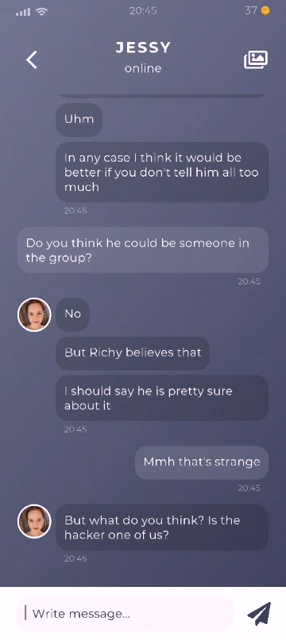 20:45
37
JESSY
online
Uhm
In any case I think it would be
better if you don't tell him all too
much
20:45
Do you think he could be someone in
the group?
20:45
No
But Richy believes that
I should say he is pretty sure
about it
20:45
Mmh that's strange
20:45
But what do you think? Is the
hacker one of us?
20:45
Write message...